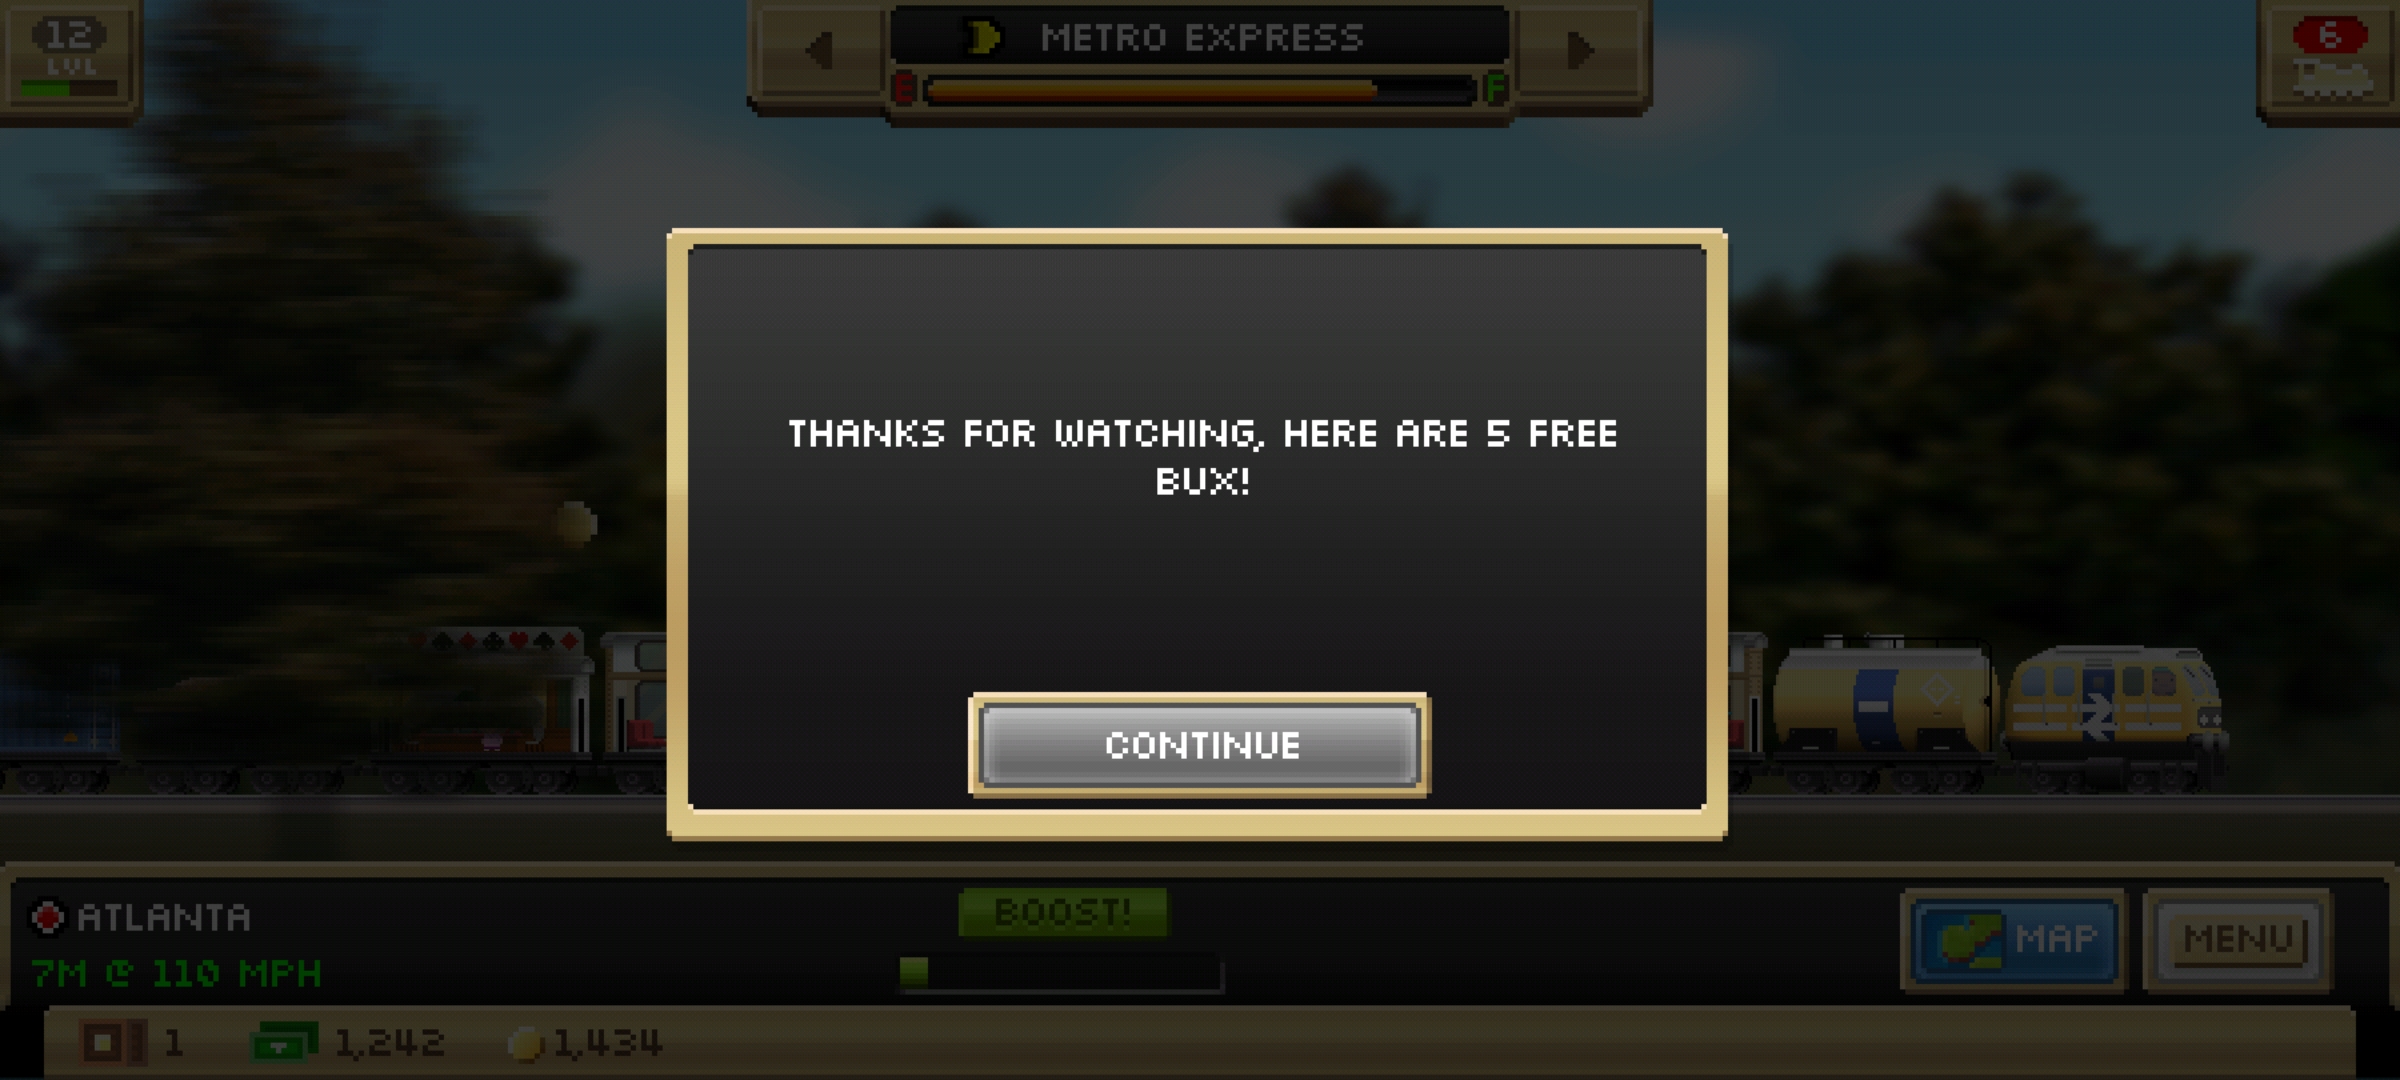 12
LVL
METRO EXPRESS
E
F
6
THANKS FOR WATCHING, HERE ARE 5 FREE
BUX!
CONTINUE
ATLANTA
7M @ 110 MPH
BOOST!
MAP
MENU
1
1,242
1,434